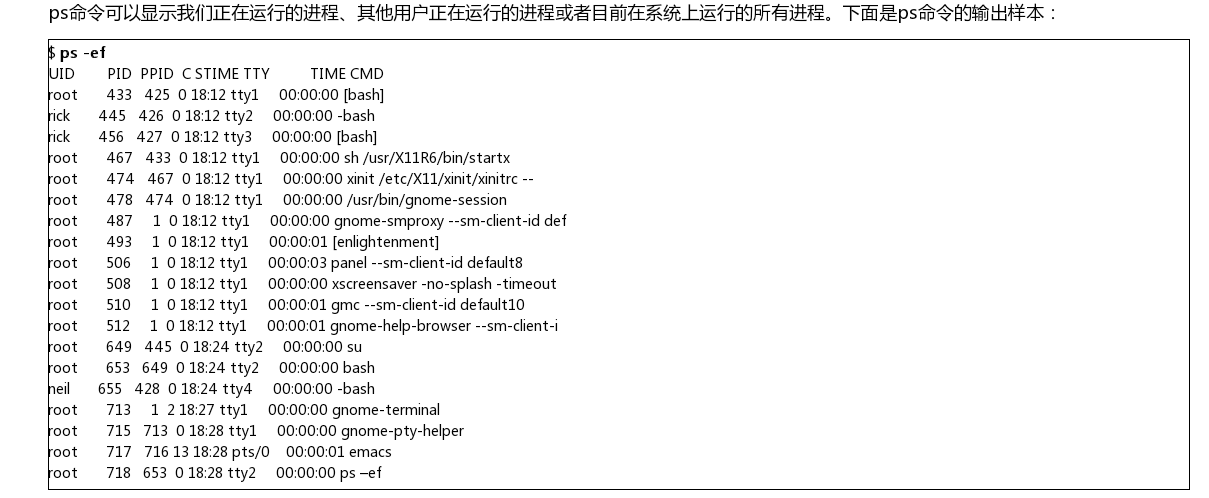 ps命令可以显示我们正在运行的进程、其他用户正在运行的进程或者目前在系统上运行的所有进程。下面是ps命令的输出样本：
$ ps -ef
UID PID PPID C STIME TTY TIME CMD
root 433 425 0 18:12 tty1 00:00:00 [bash]
rick 445 426 0 18:12 tty2 00:00:00 -bash
rick 456 427 0 18:12 tty3 00:00:00 [bash]
root 467 433 0 18:12 tty1 00:00:00 sh /usr/X11R6/bin/startx
root 474 467 0 18:12 tty1 00:00:00 xinit /etc/X11/xinit/xinitrc --
root 478 474 0 18:12 tty1 00:00:00 /usr/bin/gnome-session
root 487 1 0 18:12 tty1 00:00:00 gnome-smproxy --sm-client-id def
root 493 1 0 18:12 tty1 00:00:01 [enlightenment]
root 506 1 0 18:12 tty1 00:00:03 panel --sm-client-id default8
root 508 1 0 18:12 tty1 00:00:00 xscreensaver -no-splash -timeout
root 510 1 0 18:12 tty1 00:00:01 gmc --sm-client-id default10
root 512 1 0 18:12 tty1 00:00:01 gnome-help-browser --sm-client-i
root 649 445 0 18:24 tty2 00:00:00 su
root 653 649 0 18:24 tty2 00:00:00 bash
neil 655 428 0 18:24 tty4 00:00:00 -bash
root 713 1 2 18:27 tty1 00:00:00 gnome-terminal
root 715 713 0 18:28 tty1 00:00:00 gnome-pty-helper
root 717 716 13 18:28 pts/0 00:00:01 emacs
root 718 653 0 18:28 tty2 00:00:00 ps –ef